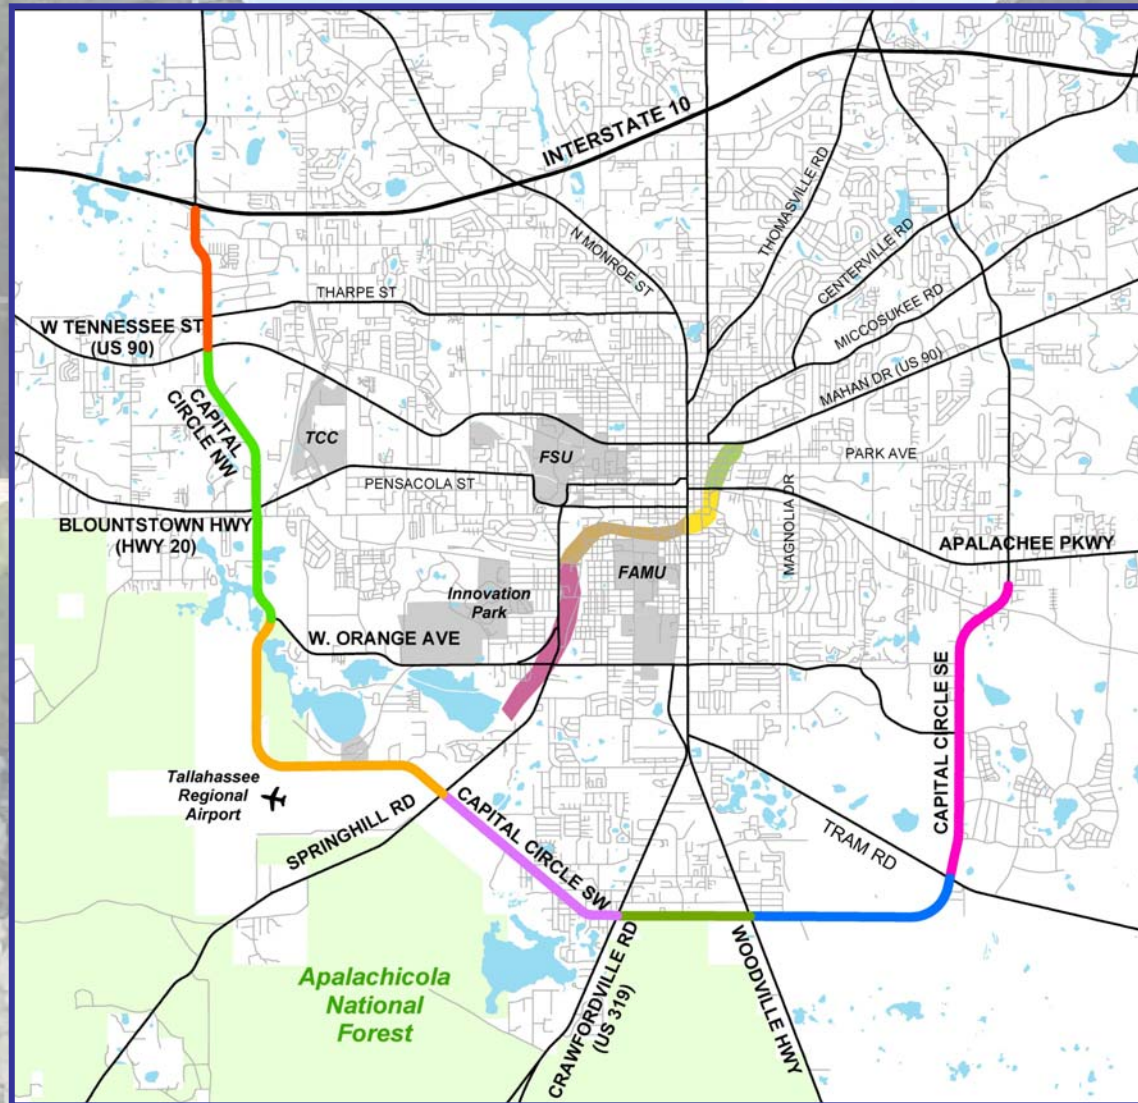 INTERSTATE 10
THOMASVILLE RD
N MONROE ST
CENTERVILLE RD
THARPE ST
MICCOSUKEE RD
W TENNESSEE ST
(US 90)
MAHAN DR (US 90)
CAPITAL
CIRCLE NW
TCC
FSU
PARK AVE
PENSACOLA ST
MAGNOLIA DR
BLOUNTSTOWN HWY
(HWY 20)
APALACHEE PKWY
FAMU
Innovation
Park
W. ORANGE AVE
CAPITAL CIRCLE SE
Tallahassee
Regional
Airport
SPRINGHILL RD
CAPITAL CIRCLE SW
TRAM RD
CRAWFORDVILLE RD
(US 319)
WOODVILLE HWY
Apalachicola
National
Forest